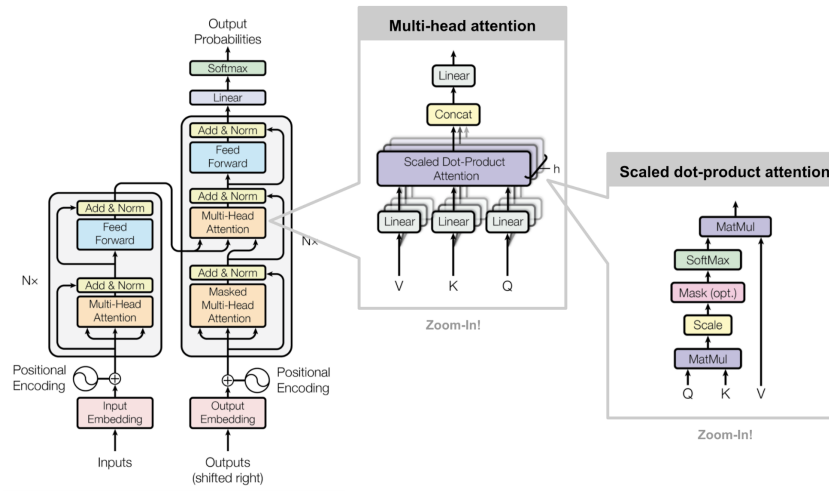 Output
Probabilities
Softmax
Linear
Add & Norm
Feed
Forward
Add & Norm
Multi-Head
Attention
Add & Norm
Masked
Multi-Head
Attention
Nx
Add & Norm
Feed
Forward
Add & Norm
Multi-Head
Attention
Nx
Positional
Encoding
Positional
Encoding
Input
Embedding
Output
Embedding
Inputs
Outputs
(shifted right)
Multi-head attention
Linear
Concat
Scaled Dot-Product
Attention
h
Linear
Linear
Linear
V
K
Q
Zoom-In!
Scaled dot-product attention
MatMul
SoftMax
Mask (opt.)
Scale
MatMul
Q
K
V
Zoom-In!